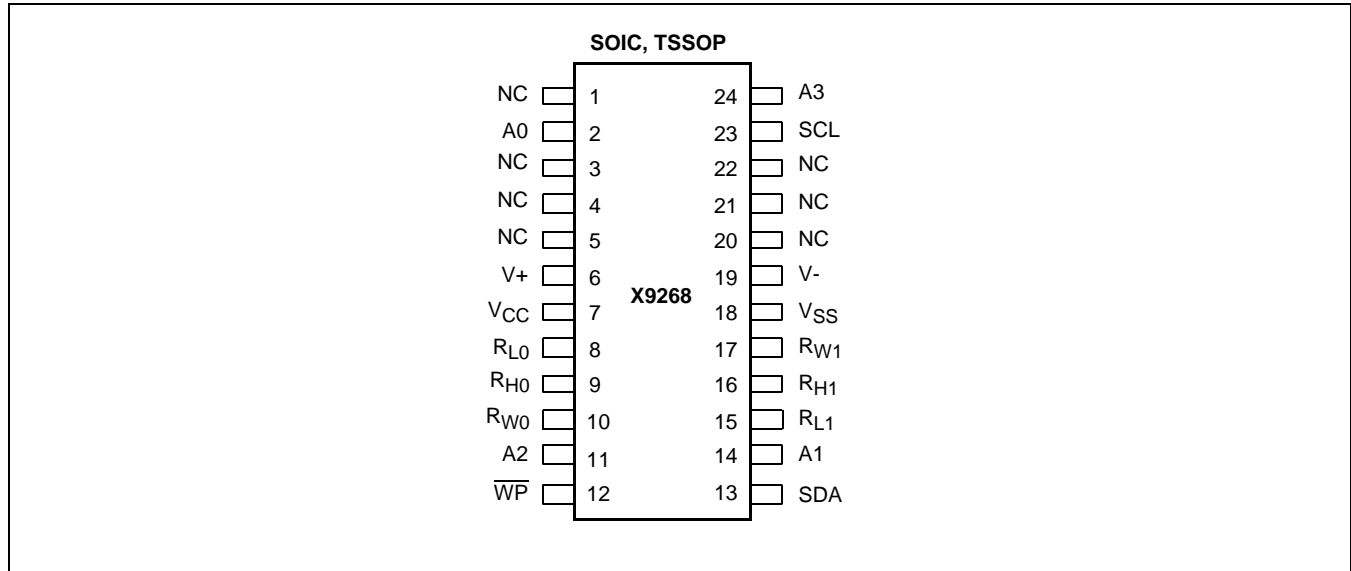 SOIC, TSSOP
NC 1 24 A3
A0 2 23 SCL
NC 3 22 NC
NC 4 21 NC
NC 5 20 NC
V+ 6 19 V-
X9268
VCC 7 18 VSS
RL0 8 17 RW1
RH0 9 16 RH1
RW0 10 15 RL1
A2 11 14 A1
W̅P̅ 12 13 SDA